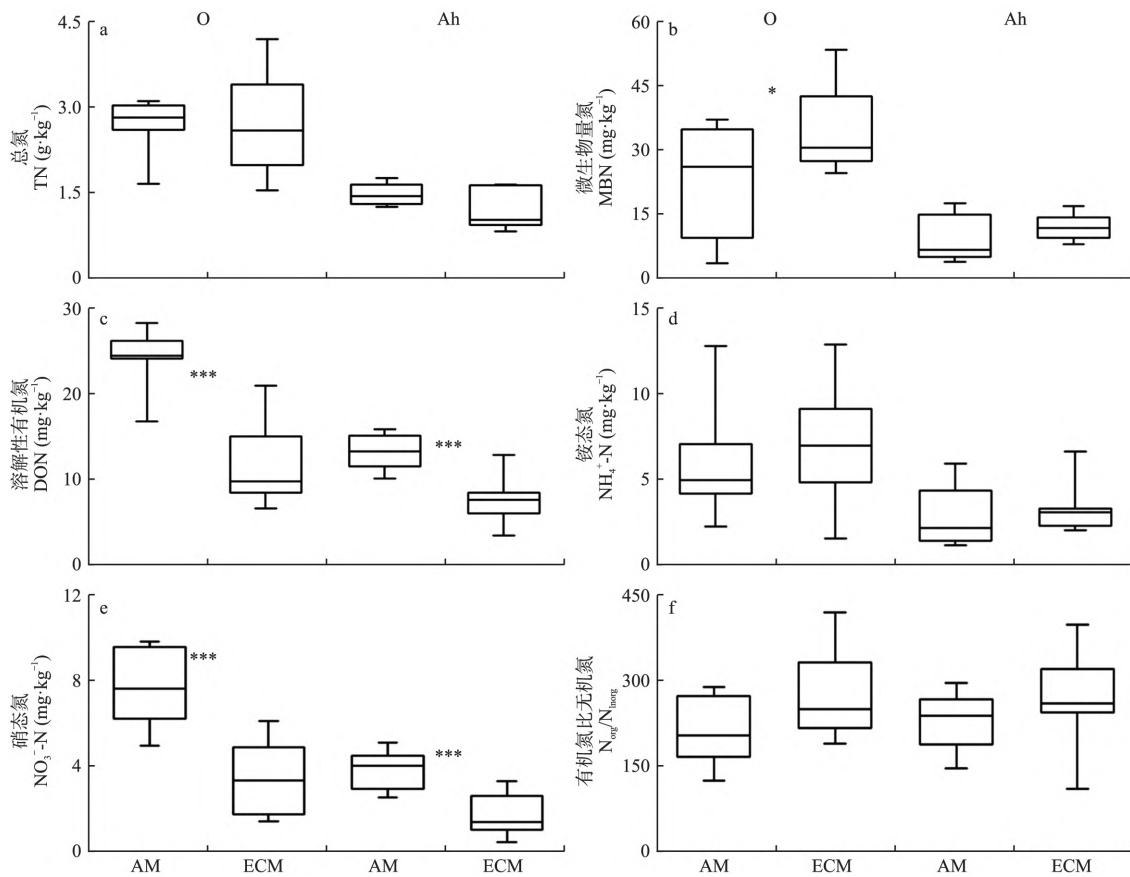 O Ah
a
4.5
3.0
1.5
0
总氮
TN (g·kg⁻¹)
O Ah
b
60
45
30
15
0
微生物量氮
MBN (mg·kg⁻¹)
*
c
30
20
10
0
溶解性有机氮
DON (mg·kg⁻¹)
***
***
d
15
10
5
0
铵态氮
NH₄⁺-N (mg·kg⁻¹)
e
12
8
4
0
硝态氮
NO₃⁻-N (mg·kg⁻¹)
***
***
AM ECM AM ECM
f
450
300
150
0
有机氮比无机氮
Norg/NInorg
AM ECM AM ECM